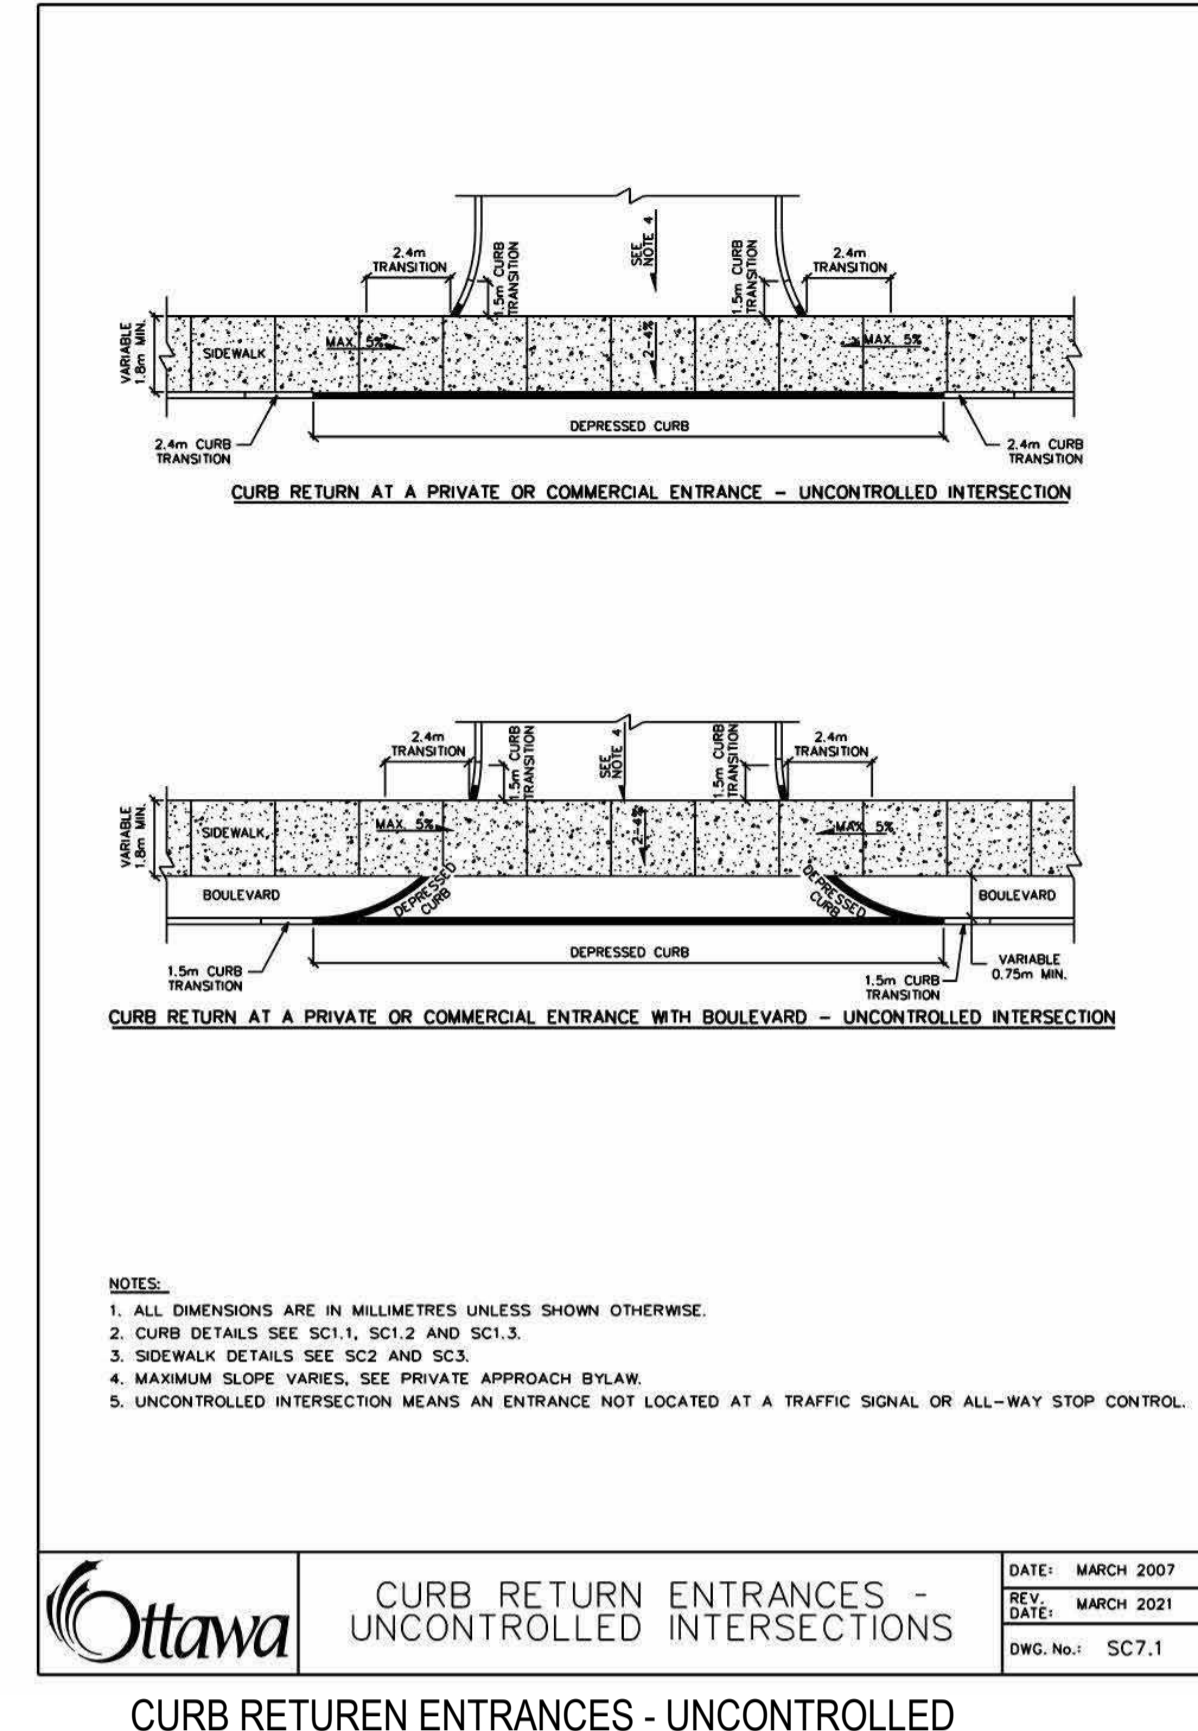 2.4m
TRANSITION
1.5m CURB
TRANSITION
SEE
NOTE 4
1.5m CURB
TRANSITION
2.4m
TRANSITION
VARIABLE
1.8m MIN.
SIDEWALK
MAX. 5%
2-4%
MAX. 5%
DEPRESSED CURB
2.4m CURB
TRANSITION
2.4m CURB
TRANSITION
CURB RETURN AT A PRIVATE OR COMMERCIAL ENTRANCE - UNCONTROLLED INTERSECTION
2.4m
TRANSITION
1.5m CURB
TRANSITION
SEE
NOTE 4
1.5m CURB
TRANSITION
2.4m
TRANSITION
VARIABLE
1.8m MIN.
SIDEWALK
MAX. 5%
2-4%
MAX. 5%
BOULEVARD
DEPRESSED
CURB
DEPRESSED
CURB
BOULEVARD
DEPRESSED CURB
1.5m CURB
TRANSITION
1.5m CURB
TRANSITION
VARIABLE
0.75m MIN.
CURB RETURN AT A PRIVATE OR COMMERCIAL ENTRANCE WITH BOULEVARD - UNCONTROLLED INTERSECTION
NOTES:
1. ALL DIMENSIONS ARE IN MILLIMETRES UNLESS SHOWN OTHERWISE.
2. CURB DETAILS SEE SC1.1, SC1.2 AND SC1.3.
3. SIDEWALK DETAILS SEE SC2 AND SC3.
4. MAXIMUM SLOPE VARIES, SEE PRIVATE APPROACH BYLAW.
5. UNCONTROLLED INTERSECTION MEANS AN ENTRANCE NOT LOCATED AT A TRAFFIC SIGNAL OR ALL-WAY STOP CONTROL.
Ottawa
CURB RETURN ENTRANCES -
UNCONTROLLED INTERSECTIONS
DATE: MARCH 2007
REV.
DATE: MARCH 2021
DWG. No.: SC7.1
CURB RETUREN ENTRANCES - UNCONTROLLED